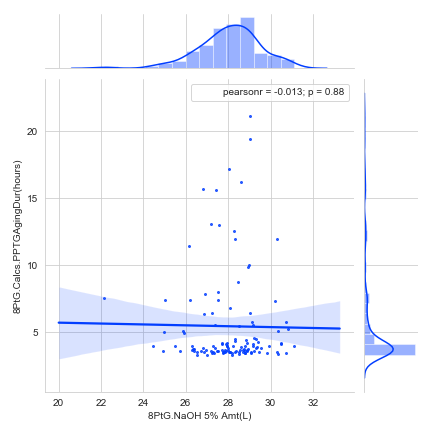 pearsonr = -0.013; p = 0.88
20
15
10
5
8PtG.Calcs.PPTGAgingDur(hours)
20 22 24 26 28 30 32
8PtG.NaOH 5% Amt(L)